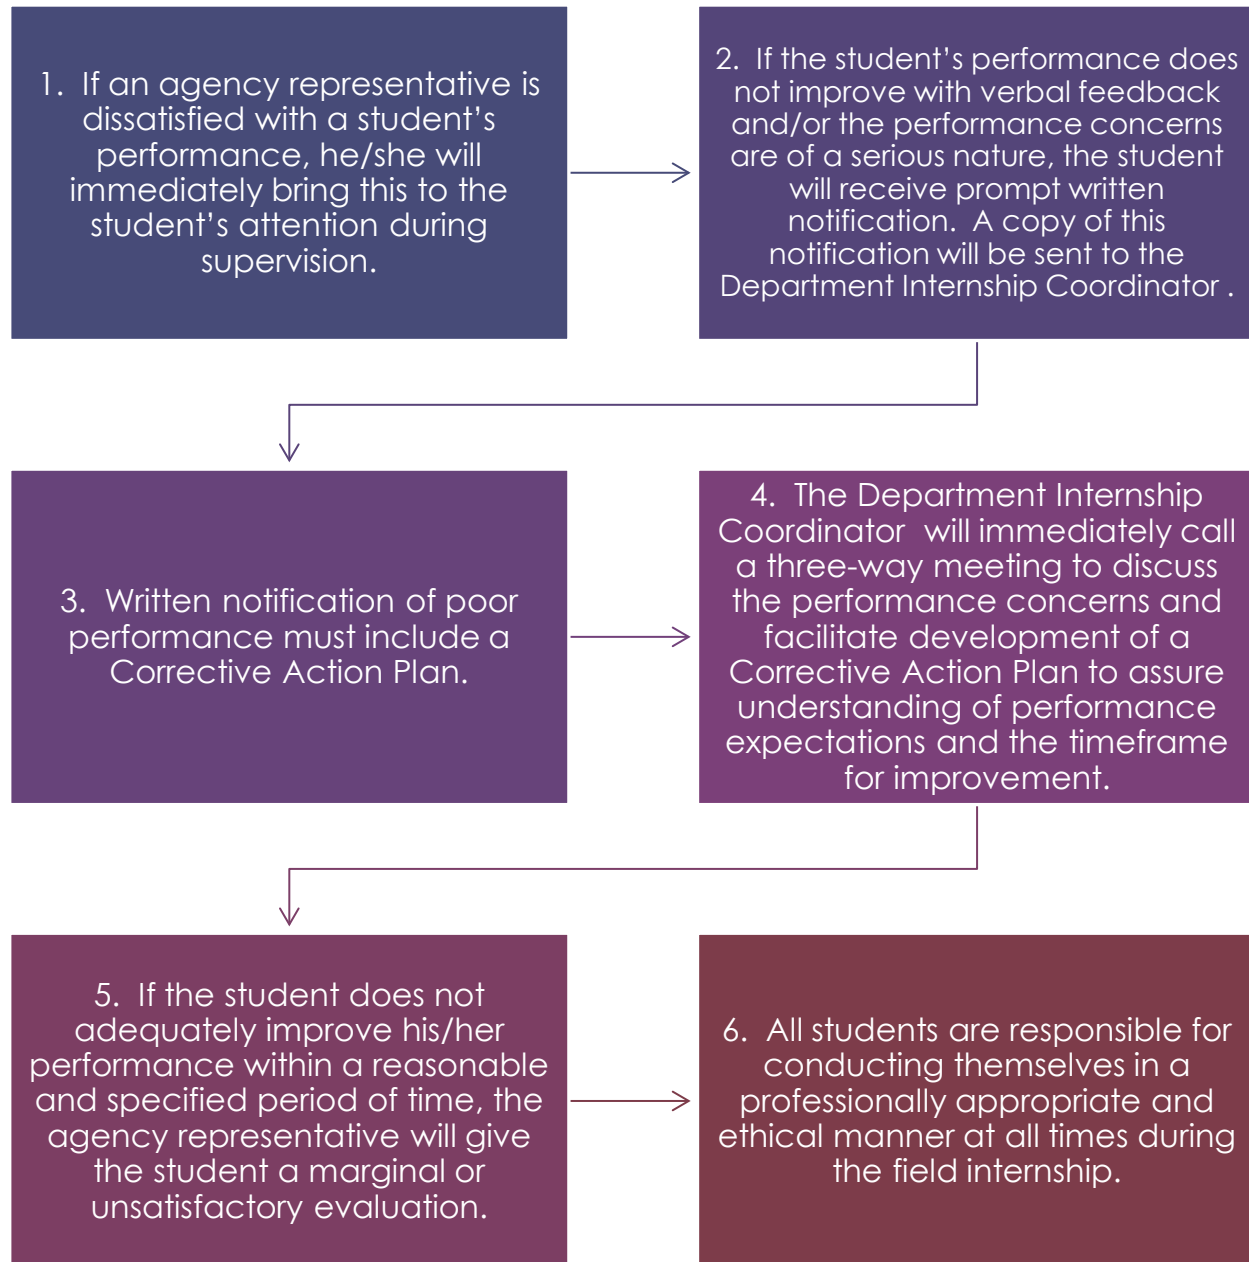 1. If an agency representative is
dissatisfied with a student’s
performance, he/she will
immediately bring this to the
student’s attention during
supervision.
2. If the student’s performance does
not improve with verbal feedback
and/or the performance concerns
are of a serious nature, the student
will receive prompt written
notification. A copy of this
notification will be sent to the
Department Internship Coordinator .
3. Written notification of poor
performance must include a
Corrective Action Plan.
4. The Department Internship
Coordinator will immediately call
a three-way meeting to discuss
the performance concerns and
facilitate development of a
Corrective Action Plan to assure
understanding of performance
expectations and the timeframe
for improvement.
5. If the student does not
adequately improve his/her
performance within a reasonable
and specified period of time, the
agency representative will give
the student a marginal or
unsatisfactory evaluation.
6. All students are responsible for
conducting themselves in a
professionally appropriate and
ethical manner at all times during
the field internship.